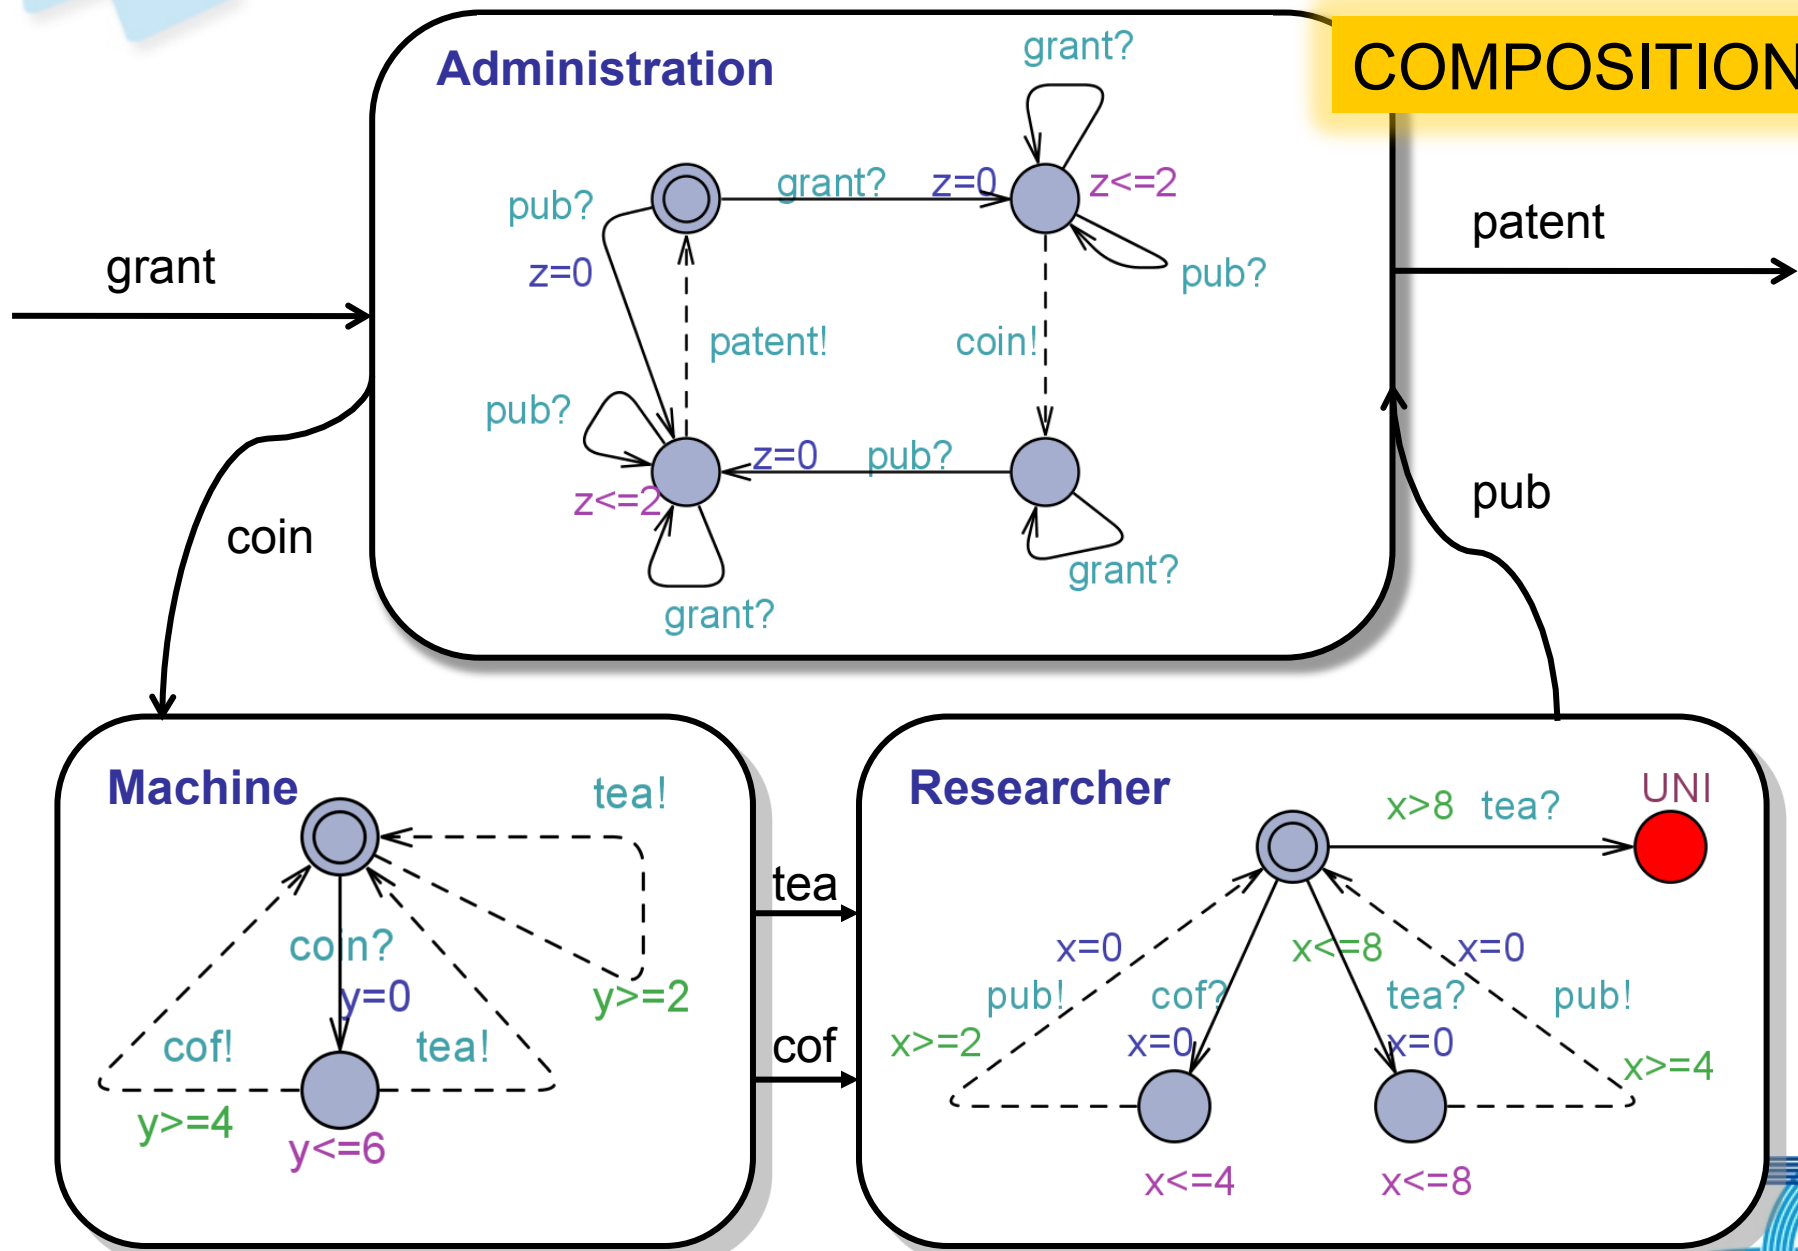 COMPOSITION
Administration
grant?
pub?
grant?
z=0
z<=2
z=0
pub?
patent!
coin!
pub?
z=0
pub?
z<=2
grant?
grant?
grant
patent
coin
pub
Machine
tea!
coin?
y=0
y>=2
cof!
tea!
y>=4
y<=6
tea
cof
Researcher
x>8
tea?
UNI
x=0
x<=8
x=0
pub!
cof?
tea?
pub!
x>=2
x=0
x=0
x>=4
x<=4
x<=8